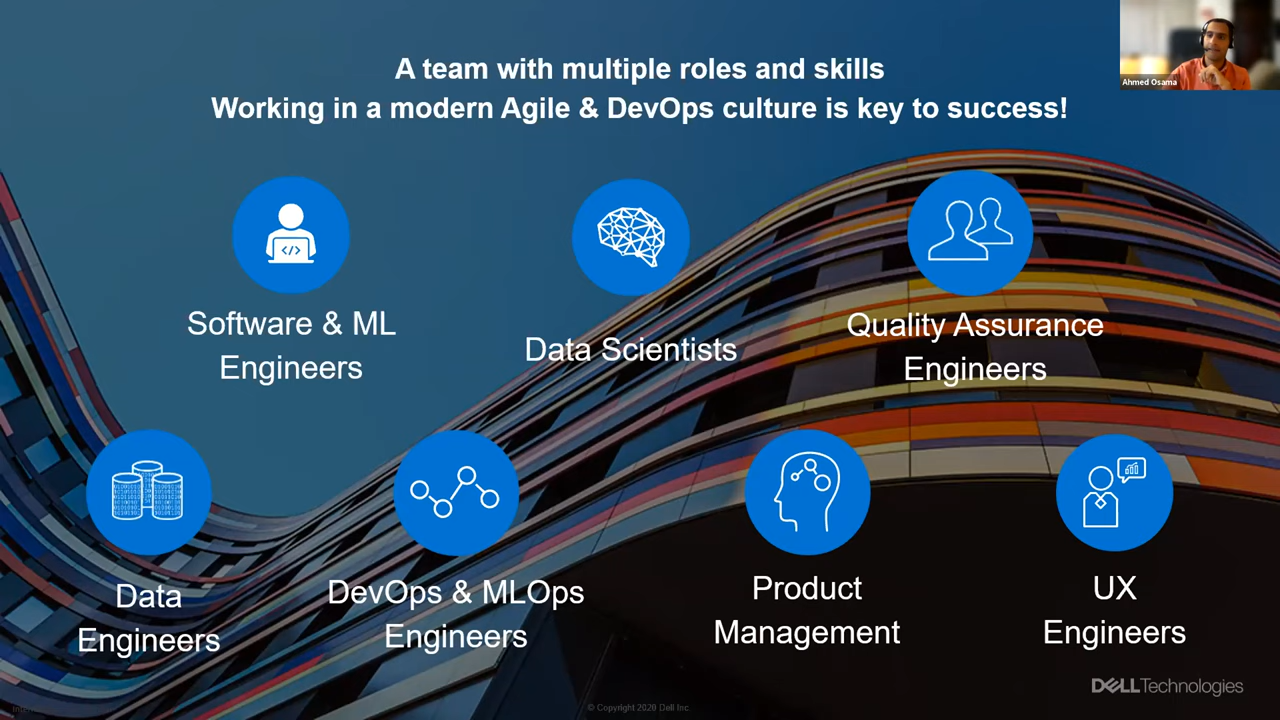 A team with multiple roles and skills
Working in a modern Agile & DevOps culture is key to success!
Ahmed Osama
</>
Software & ML
Engineers
Data Scientists
Quality Assurance
Engineers
Data
Engineers
DevOps & MLOps
Engineers
Product
Management
UX
Engineers
DELLTechnologies
© Copyright 2020 Dell Inc.